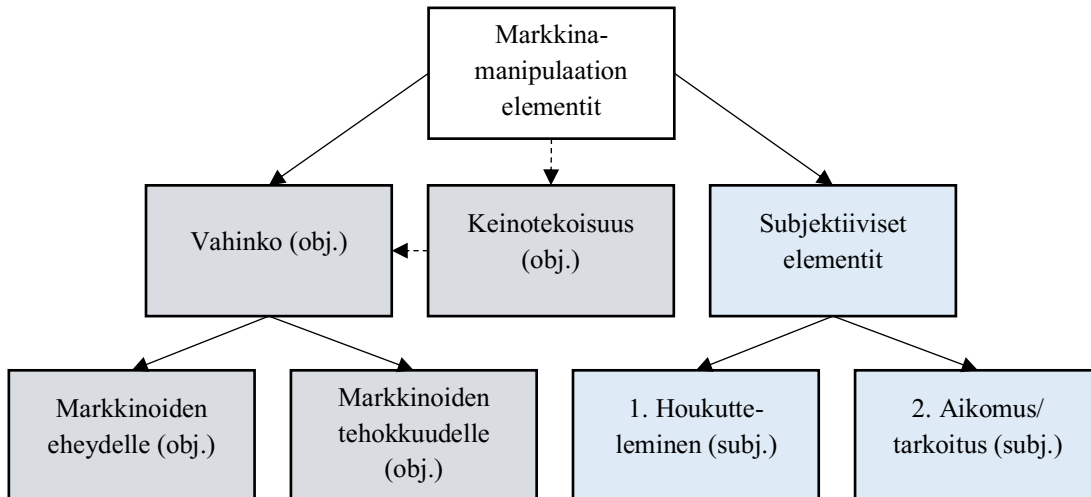 Markkina-
manipulaation
elementit
Vahinko (obj.)
Keinotekoisuus
(obj.)
Subjektiiviset
elementit
Markkinoiden
eheydelle (obj.)
Markkinoiden
tehokkuudelle
(obj.)
1. Houkutte-
leminen (subj.)
2. Aikomus/
tarkoitus (subj.)